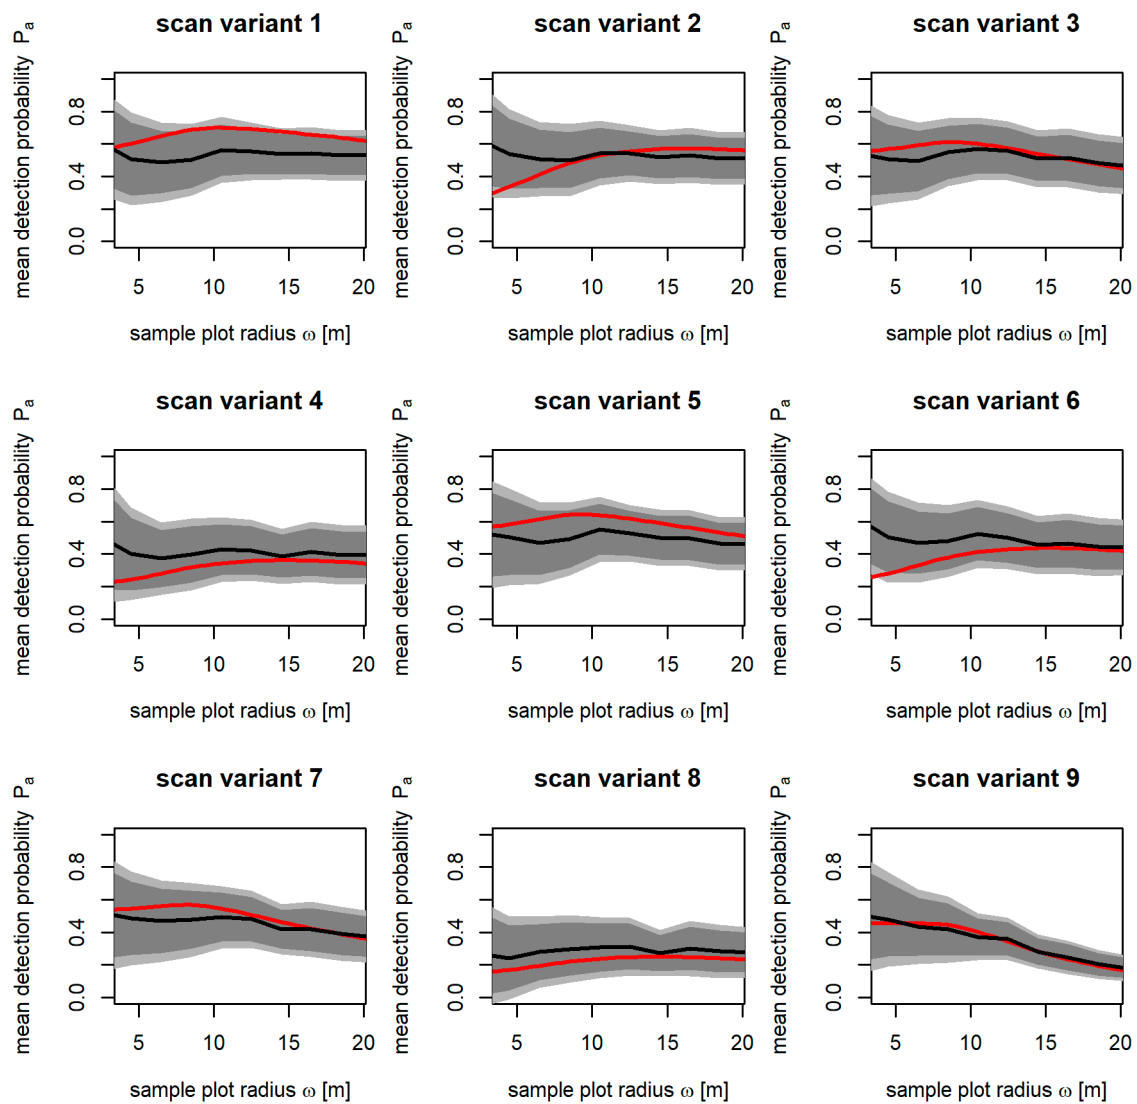 scan variant 1
mean detection probability Pₐ
0.0 0.4 0.8
5 10 15 20
sample plot radius ω [m]
scan variant 2
mean detection probability Pₐ
0.0 0.4 0.8
5 10 15 20
sample plot radius ω [m]
scan variant 3
mean detection probability Pₐ
0.0 0.4 0.8
5 10 15 20
sample plot radius ω [m]
scan variant 4
mean detection probability Pₐ
0.0 0.4 0.8
5 10 15 20
sample plot radius ω [m]
scan variant 5
mean detection probability Pₐ
0.0 0.4 0.8
5 10 15 20
sample plot radius ω [m]
scan variant 6
mean detection probability Pₐ
0.0 0.4 0.8
5 10 15 20
sample plot radius ω [m]
scan variant 7
mean detection probability Pₐ
0.0 0.4 0.8
5 10 15 20
sample plot radius ω [m]
scan variant 8
mean detection probability Pₐ
0.0 0.4 0.8
5 10 15 20
sample plot radius ω [m]
scan variant 9
mean detection probability Pₐ
0.0 0.4 0.8
5 10 15 20
sample plot radius ω [m]